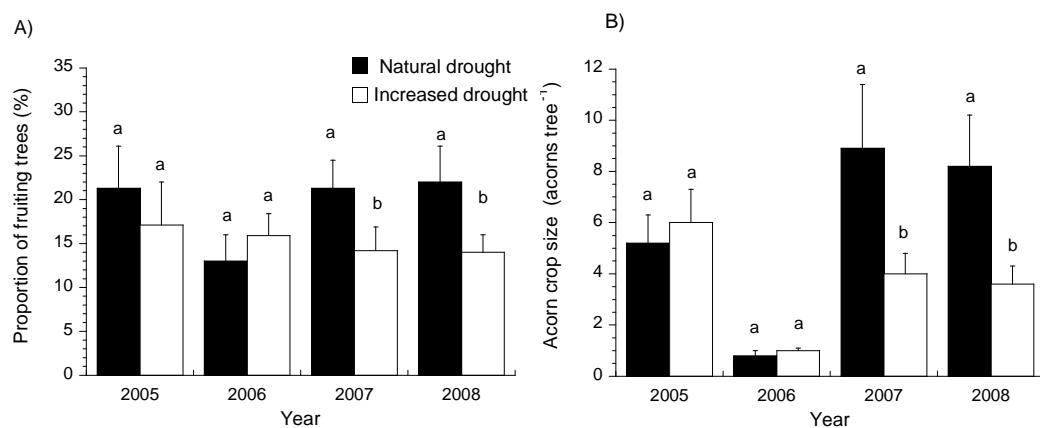 A)
Natural drought
Increased drought
35
30
25
20
15
10
5
0
Proportion of fruiting trees (%)
a
a
a
a
a
b
a
b
2005
2006
2007
2008
Year
B)
12
10
8
6
4
2
0
Acorn crop size (acorns tree⁻¹)
a
a
a
a
a
b
a
b
2005
2006
2007
2008
Year